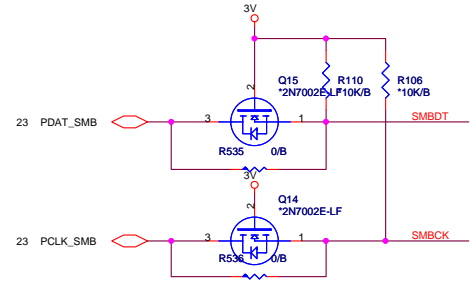 3V
2
Q15
*2N7002E-LF
R110
*10K/B
R106
*10K/B
23 PDAT_SMB
3
1
SMBDT
R535
0/B
3V
2
Q14
*2N7002E-LF
23 PCLK_SMB
3
1
SMBCK
R536
0/B